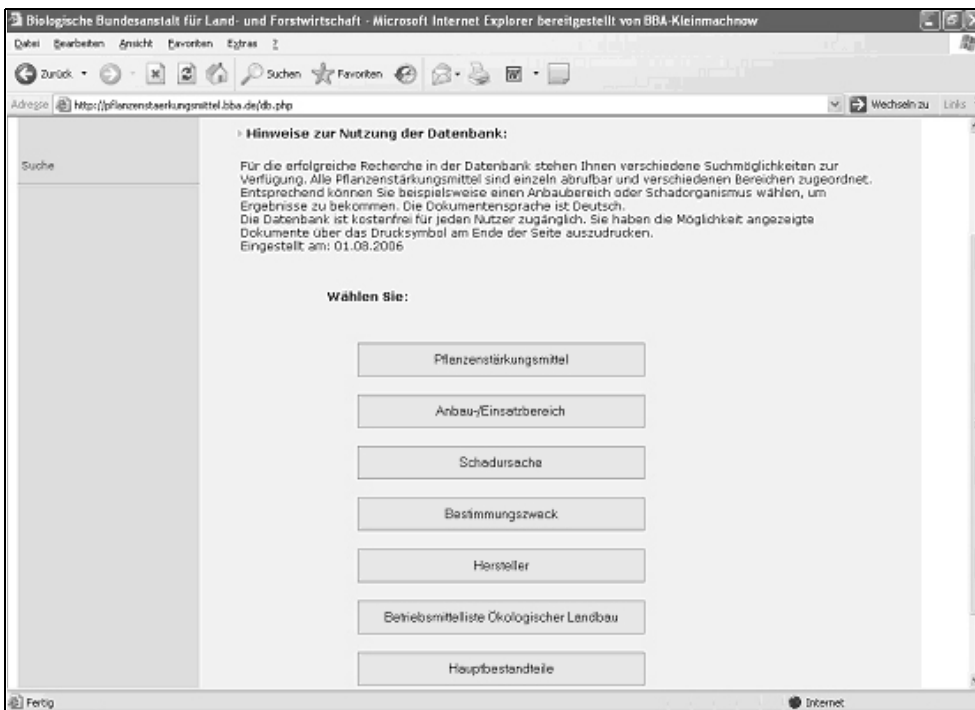 Biologische Bundesanstalt für Land- und Forstwirtschaft - Microsoft Internet Explorer bereitgestellt von BBA-Kleinmachnow
Datei Bearbeiten Ansicht Favoriten Extras ?
Zurück Suchen Favoriten
Adresse http://pflanzenstaerkungsmittel.bba.de/db.php Wechseln zu Links
Hinweise zur Nutzung der Datenbank:
Suche
Für die erfolgreiche Recherche in der Datenbank stehen Ihnen verschiedene Suchmöglichkeiten zur
Verfügung. Alle Pflanzenstärkungsmittel sind einzeln abrufbar und verschiedenen Bereichen zugeordnet.
Entsprechend können Sie beispielsweise einen Anbaubereich oder Schadorganismus wählen, um
Ergebnisse zu bekommen. Die Dokumentensprache ist Deutsch.
Die Datenbank ist kostenfrei für jeden Nutzer zugänglich. Sie haben die Möglichkeit angezeigte
Dokumente über das Drucksymbol am Ende der Seite auszudrucken.
Eingestellt am: 01.08.2006
Wählen Sie:
Pflanzenstärkungsmittel
Anbau-/Einsatzbereich
Schadursache
Bestimmungszweck
Hersteller
Betriebsmittelliste Ökologischer Landbau
Hauptbestandteile
Fertig Internet